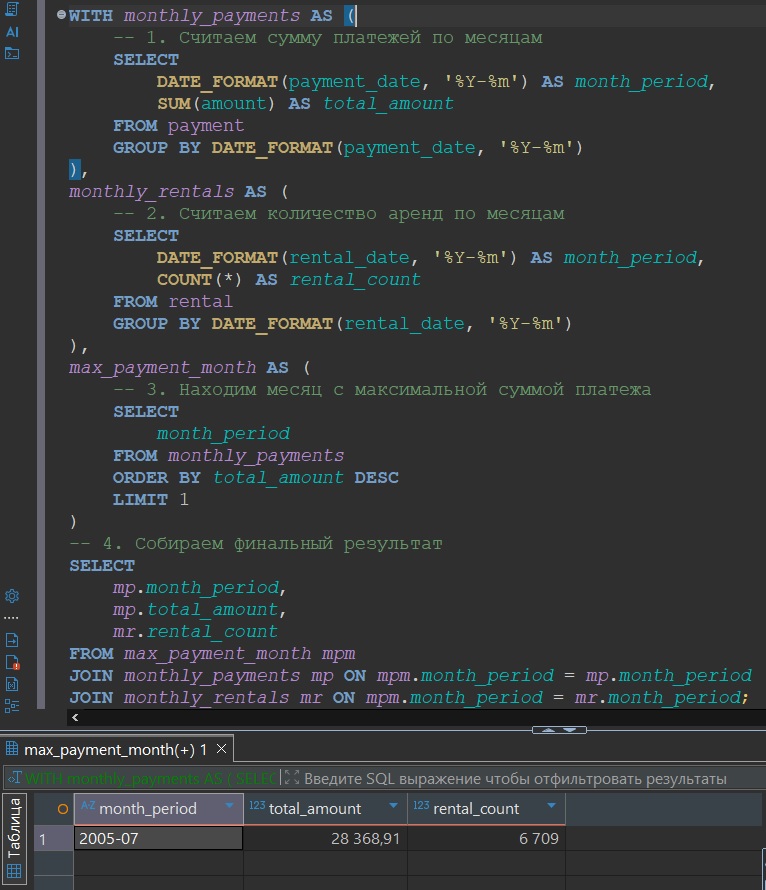 WITH monthly_payments AS (
-- 1. Считаем сумму платежей по месяцам
SELECT
DATE_FORMAT(payment_date, '%Y-%m') AS month_period,
SUM(amount) AS total_amount
FROM payment
GROUP BY DATE_FORMAT(payment_date, '%Y-%m')
),
monthly_rentals AS (
-- 2. Считаем количество аренд по месяцам
SELECT
DATE_FORMAT(rental_date, '%Y-%m') AS month_period,
COUNT(*) AS rental_count
FROM rental
GROUP BY DATE_FORMAT(rental_date, '%Y-%m')
),
max_payment_month AS (
-- 3. Находим месяц с максимальной суммой платежа
SELECT
month_period
FROM monthly_payments
ORDER BY total_amount DESC
LIMIT 1
)
-- 4. Собираем финальный результат
SELECT
mp.month_period,
mp.total_amount,
mr.rental_count
FROM max_payment_month mpm
JOIN monthly_payments mp ON mpm.month_period = mp.month_period
JOIN monthly_rentals mr ON mpm.month_period = mr.month_period;
max_payment_month(+) 1
WITH monthly_payments AS ( SELEC Введите SQL выражение чтобы отфильтровать результаты
Таблица
A-Z month_period 123 total_amount 123 rental_count
1 2005-07 28 368,91 6 709
AI